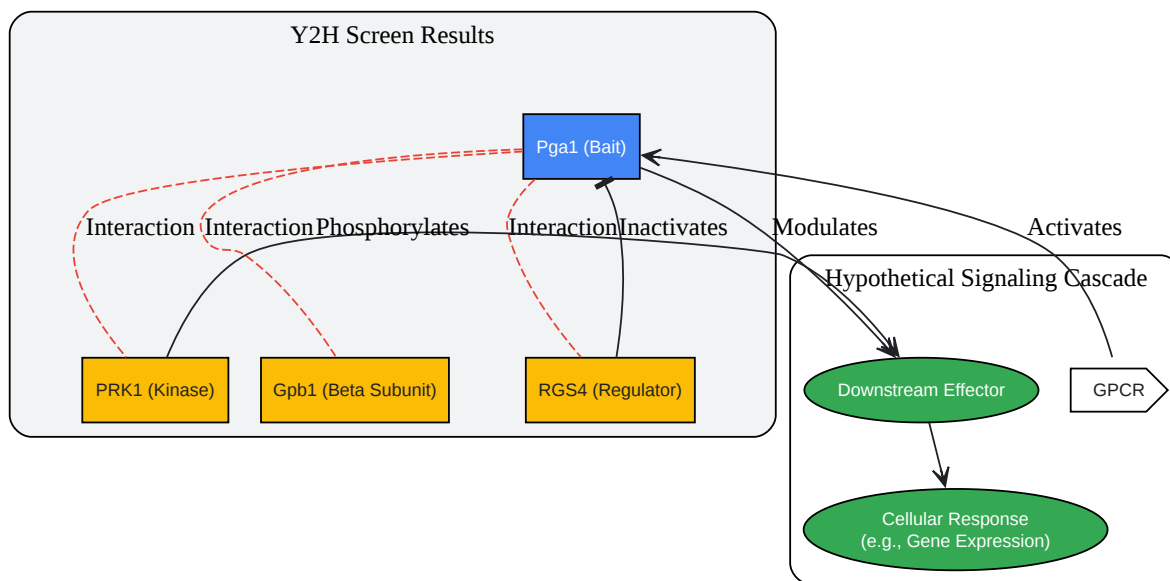 Y2H Screen Results
Pga1 (Bait)
Interaction
Interaction
Phosphorylates
Interaction
Inactivates
Modulates
Activates
Hypothetical Signaling Cascade
PRK1 (Kinase)
Gpb1 (Beta Subunit)
RGS4 (Regulator)
Downstream Effector
GPCR
Cellular Response
(e.g., Gene Expression)